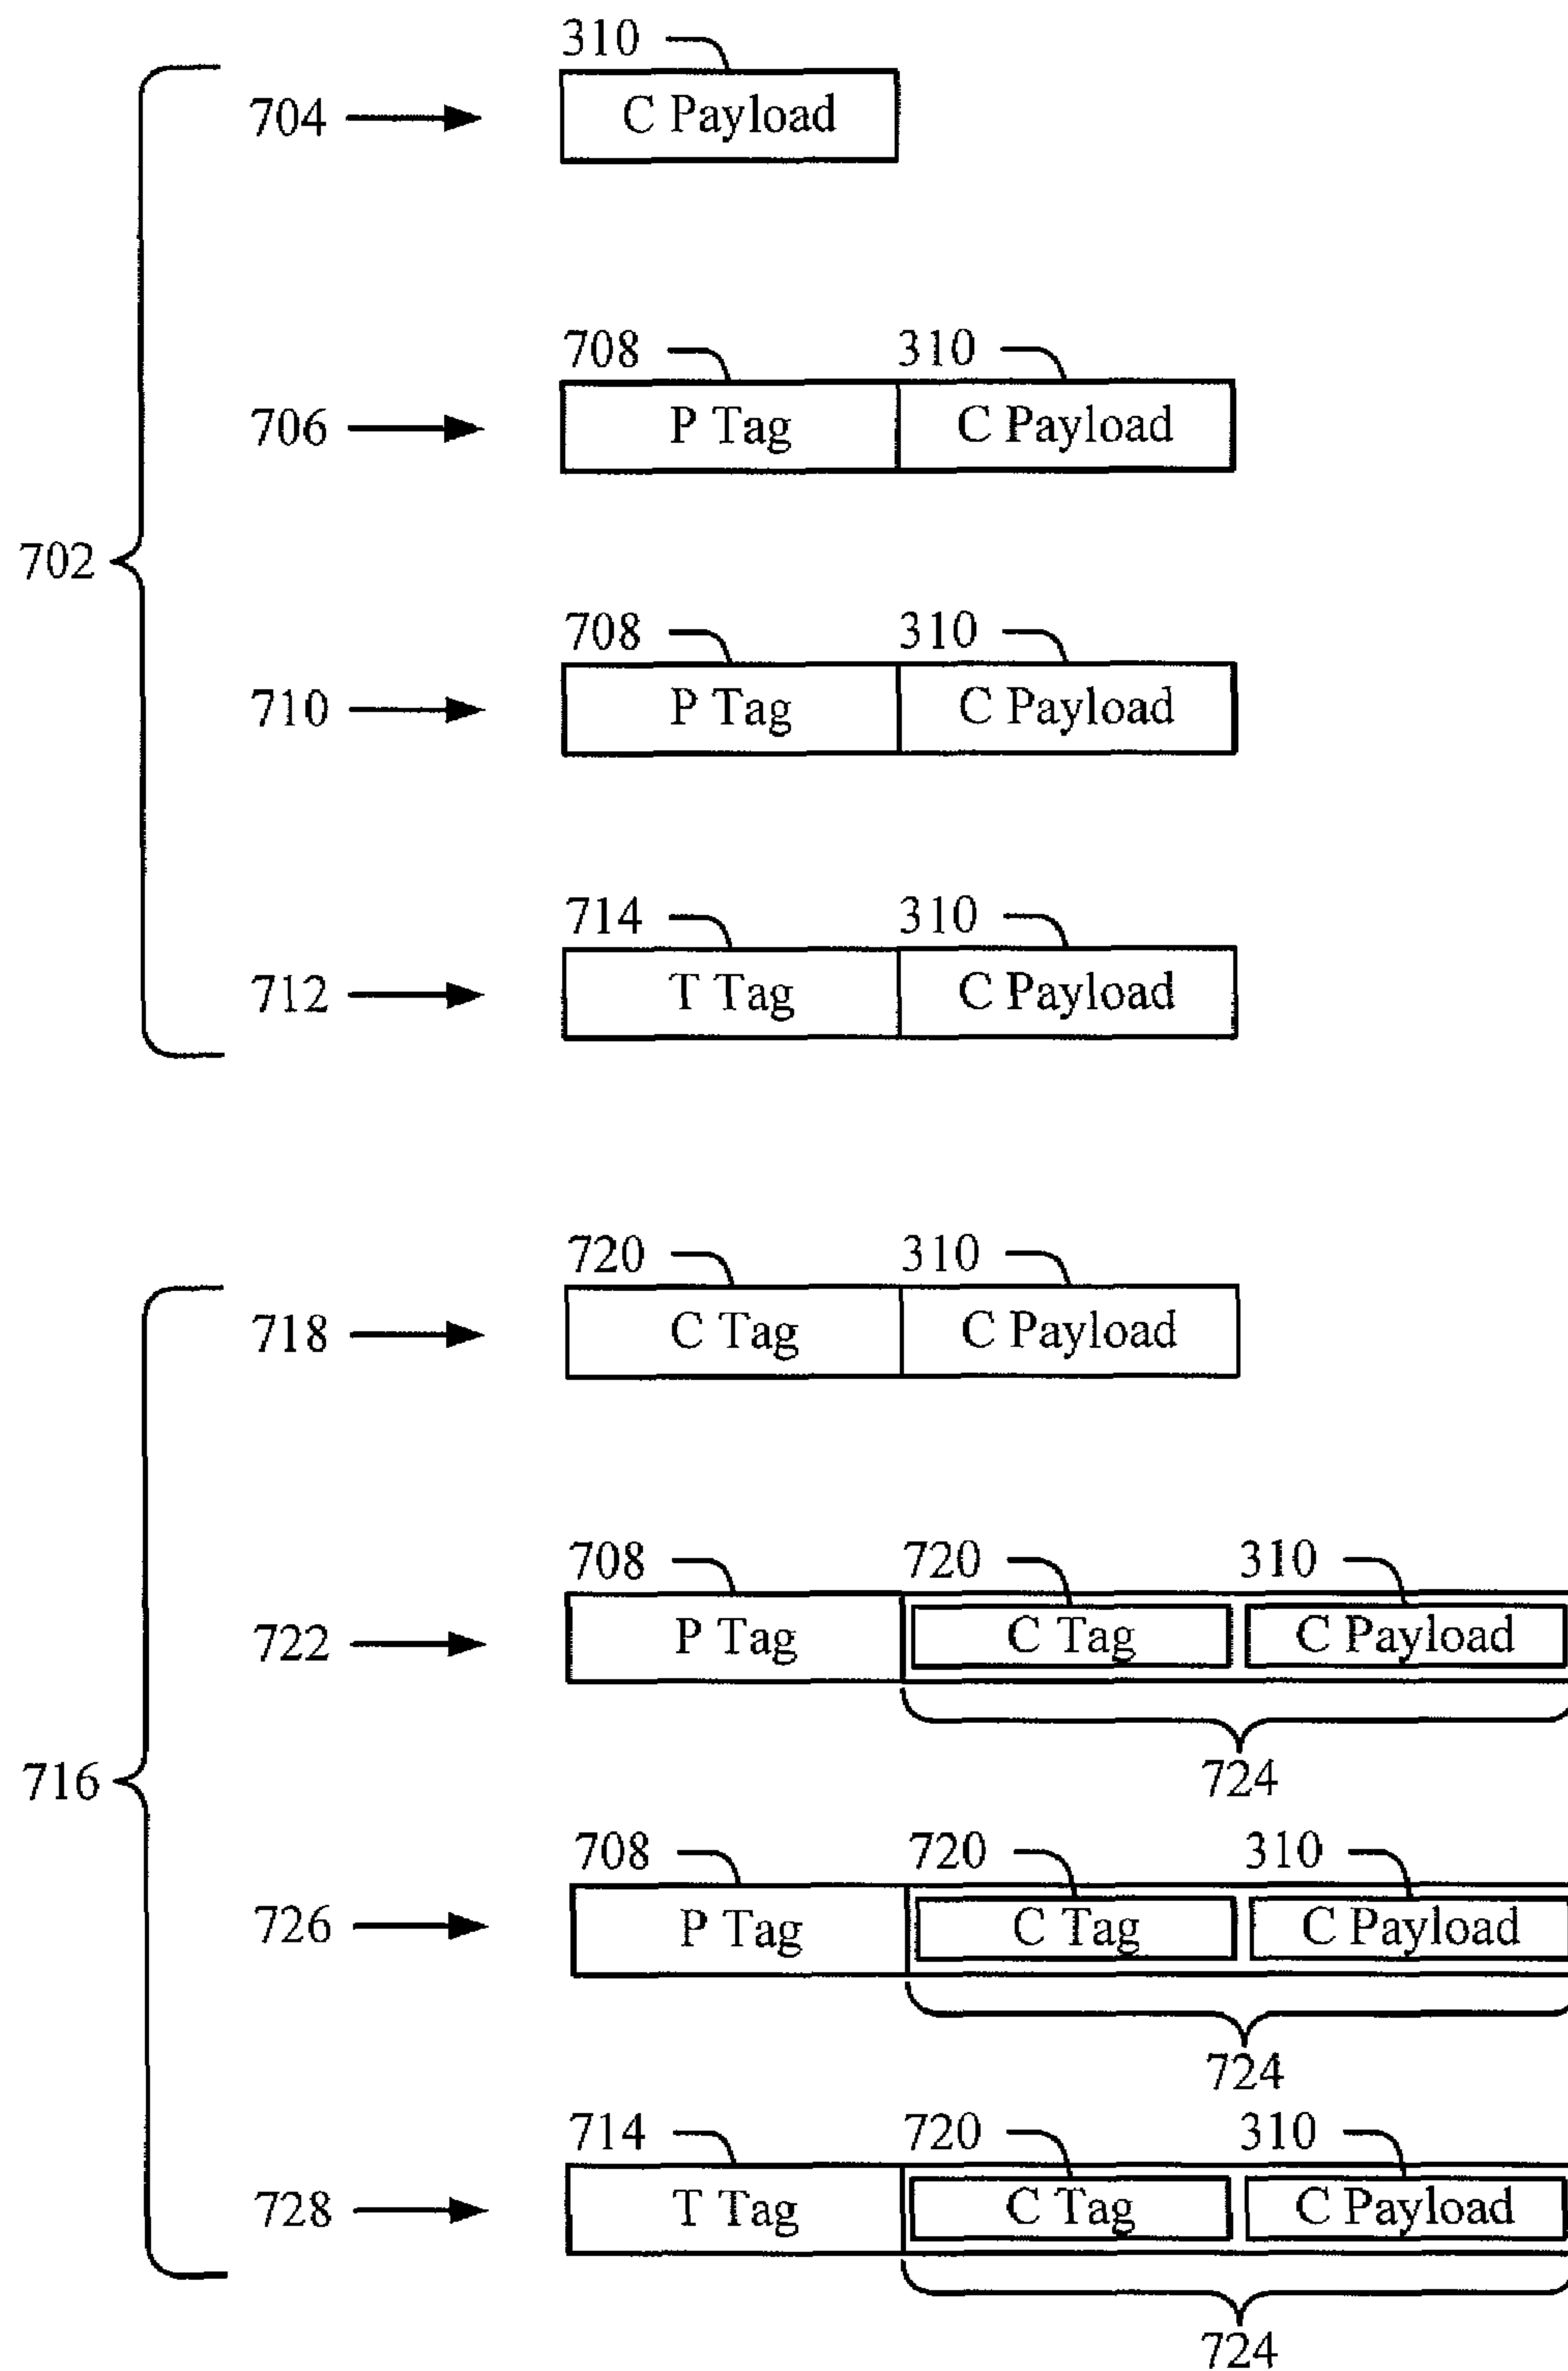 310
704 C Payload
708 310
706 P Tag C Payload
702
708 310
710 P Tag C Payload
714 310
712 T Tag C Payload
720 310
718 C Tag C Payload
708 720 310
722 P Tag C Tag C Payload
724
716
708 720 310
726 P Tag C Tag C Payload
724
714 720 310
728 T Tag C Tag C Payload
724